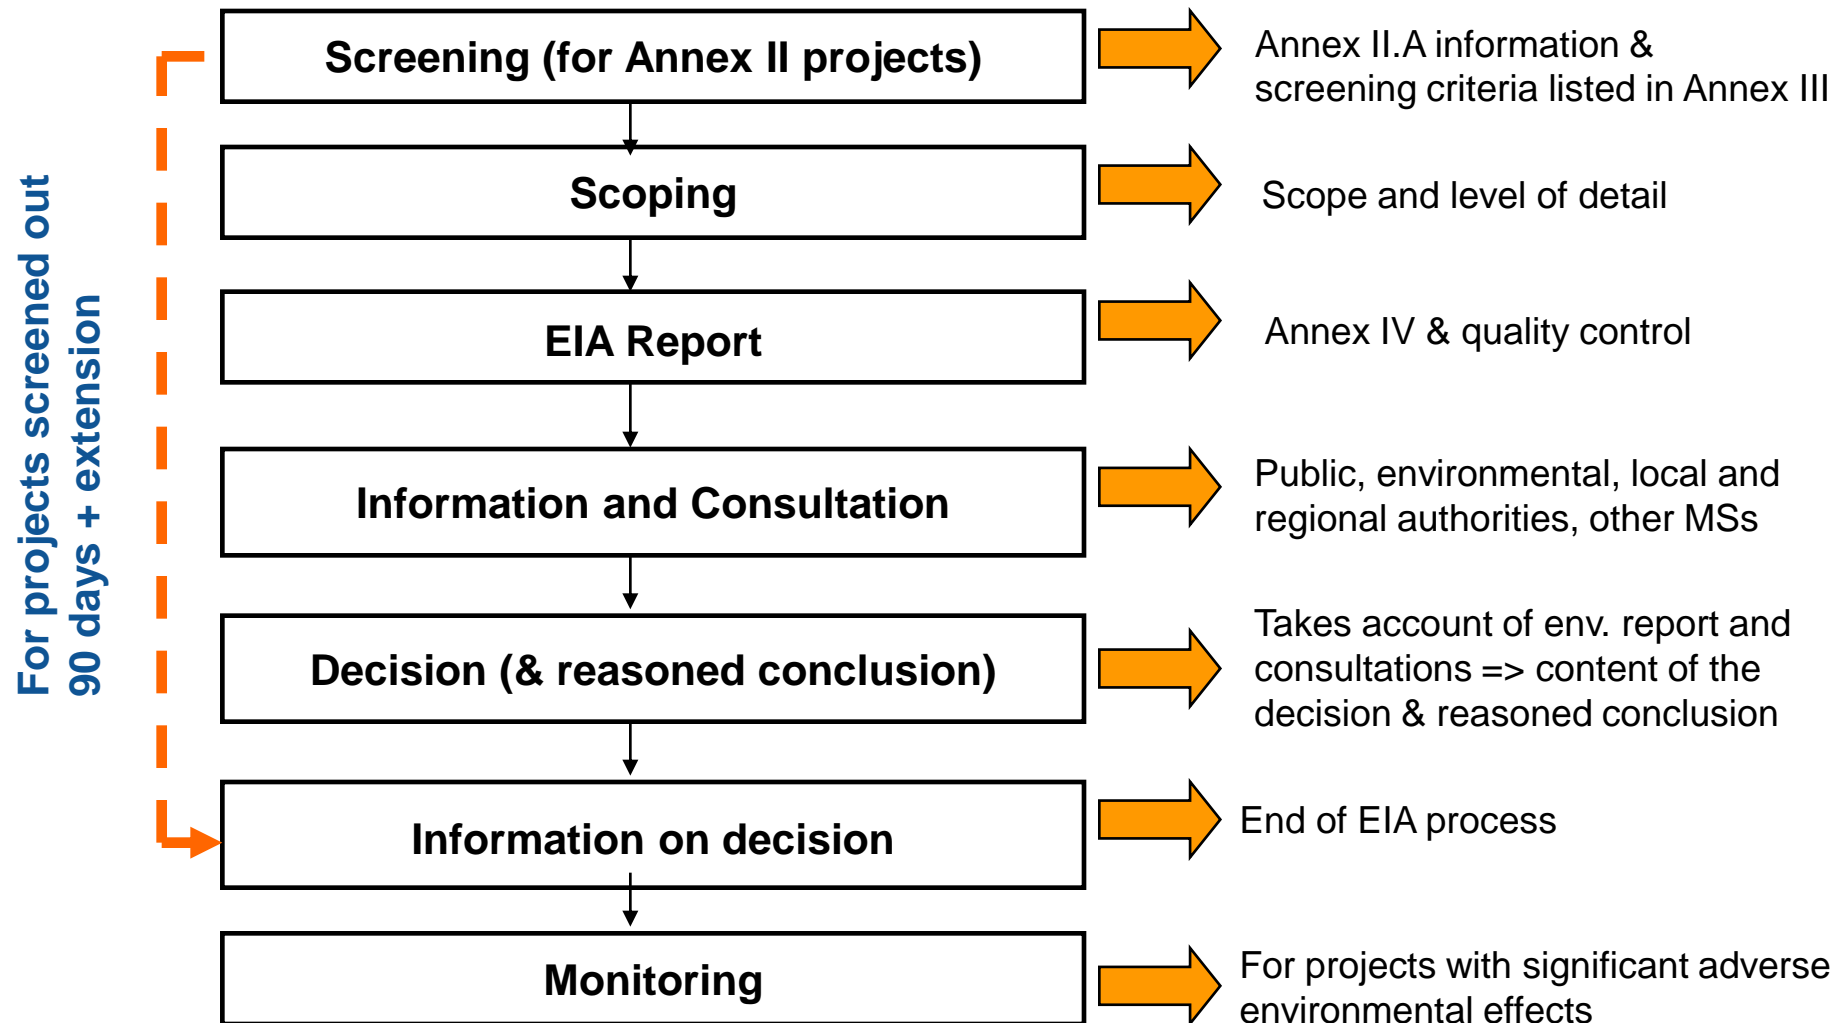 For projects screened out
90 days + extension
Screening (for Annex II projects)
Annex II.A information &
screening criteria listed in Annex III
Scoping
Scope and level of detail
EIA Report
Annex IV & quality control
Information and Consultation
Public, environmental, local and
regional authorities, other MSs
Decision (& reasoned conclusion)
Takes account of env. report and
consultations => content of the
decision & reasoned conclusion
Information on decision
End of EIA process
Monitoring
For projects with significant adverse
environmental effects